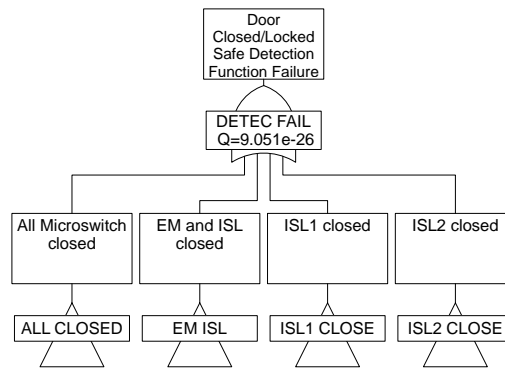 Door
Closed/Locked
Safe Detection
Function Failure
DETEC FAIL
Q=9.051e-26
All Microswitch
closed
EM and ISL
closed
ISL1 closed
ISL2 closed
ALL CLOSED
EM ISL
ISL1 CLOSE
ISL2 CLOSE